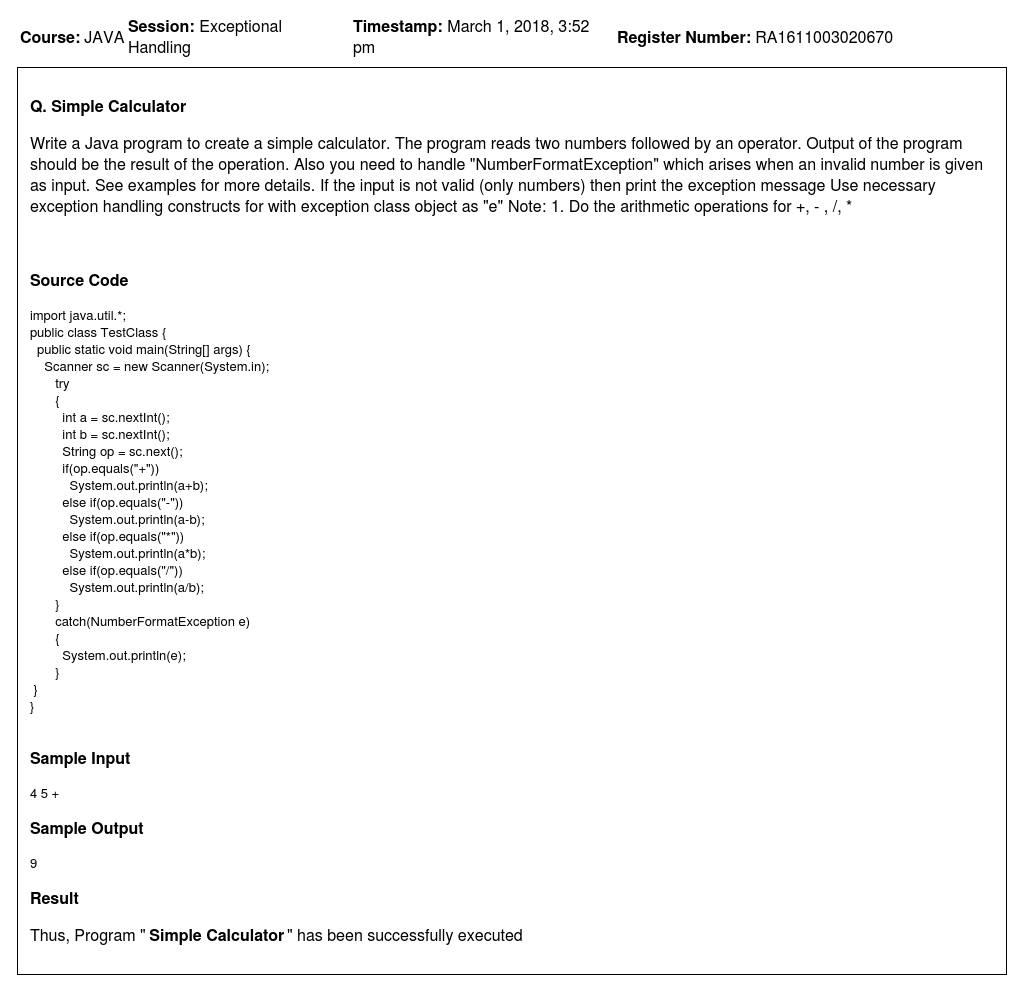 Course: JAVA Session: Exceptional Handling Timestamp: March 1, 2018, 3:52 pm Register Number: RA1611003020670
Q. Simple Calculator
Write a Java program to create a simple calculator. The program reads two numbers followed by an operator. Output of the program
should be the result of the operation. Also you need to handle "NumberFormatException" which arises when an invalid number is given
as input. See examples for more details. If the input is not valid (only numbers) then print the exception message Use necessary
exception handling constructs for with exception class object as "e" Note: 1. Do the arithmetic operations for +, - , /, *
Source Code
import java.util.*;
public class TestClass {
public static void main(String[] args) {
Scanner sc = new Scanner(System.in);
try
{
int a = sc.nextInt();
int b = sc.nextInt();
String op = sc.next();
if(op.equals("+"))
System.out.println(a+b);
else if(op.equals("-"))
System.out.println(a-b);
else if(op.equals("*"))
System.out.println(a*b);
else if(op.equals("/"))
System.out.println(a/b);
}
catch(NumberFormatException e)
{
System.out.println(e);
}
}
}
Sample Input
4 5 +
Sample Output
9
Result
Thus, Program " Simple Calculator " has been successfully executed